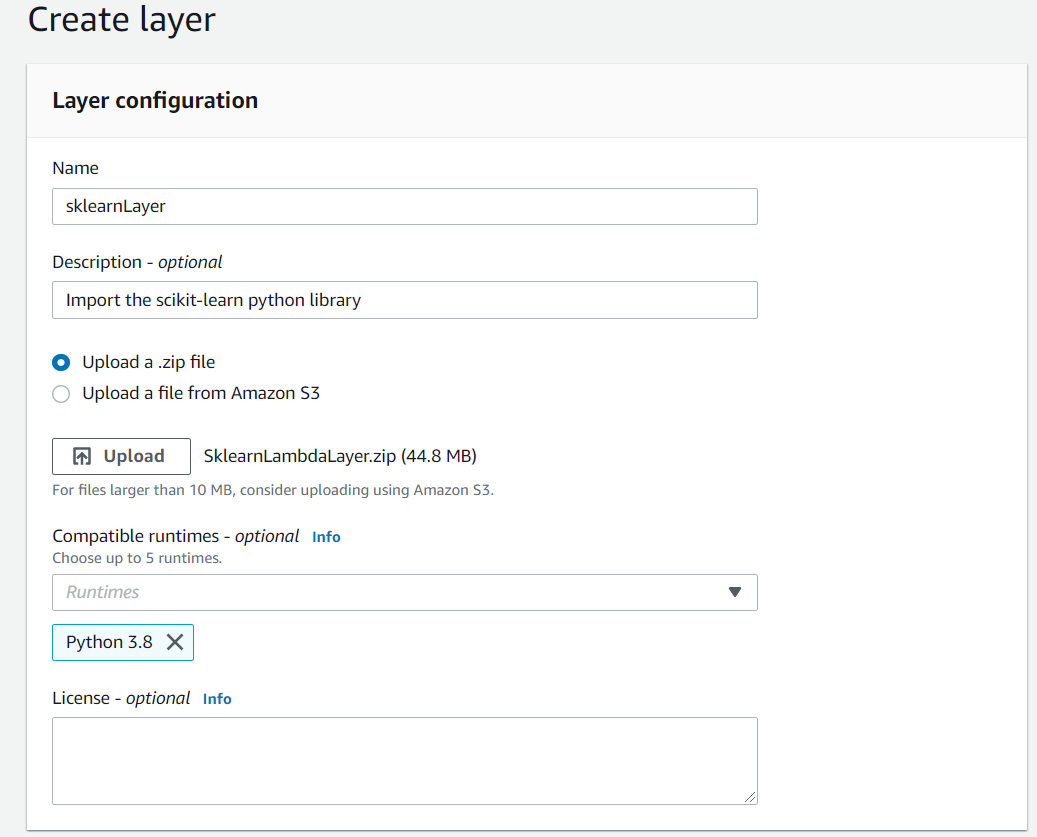 Create layer
Layer configuration
Name
sklearnLayer
Description - optional
Import the scikit-learn python library
Upload a .zip file
Upload a file from Amazon S3
Upload SklearnLambdaLayer.zip (44.8 MB)
For files larger than 10 MB, consider uploading using Amazon S3.
Compatible runtimes - optional Info
Choose up to 5 runtimes.
Runtimes
Python 3.8
License - optional Info